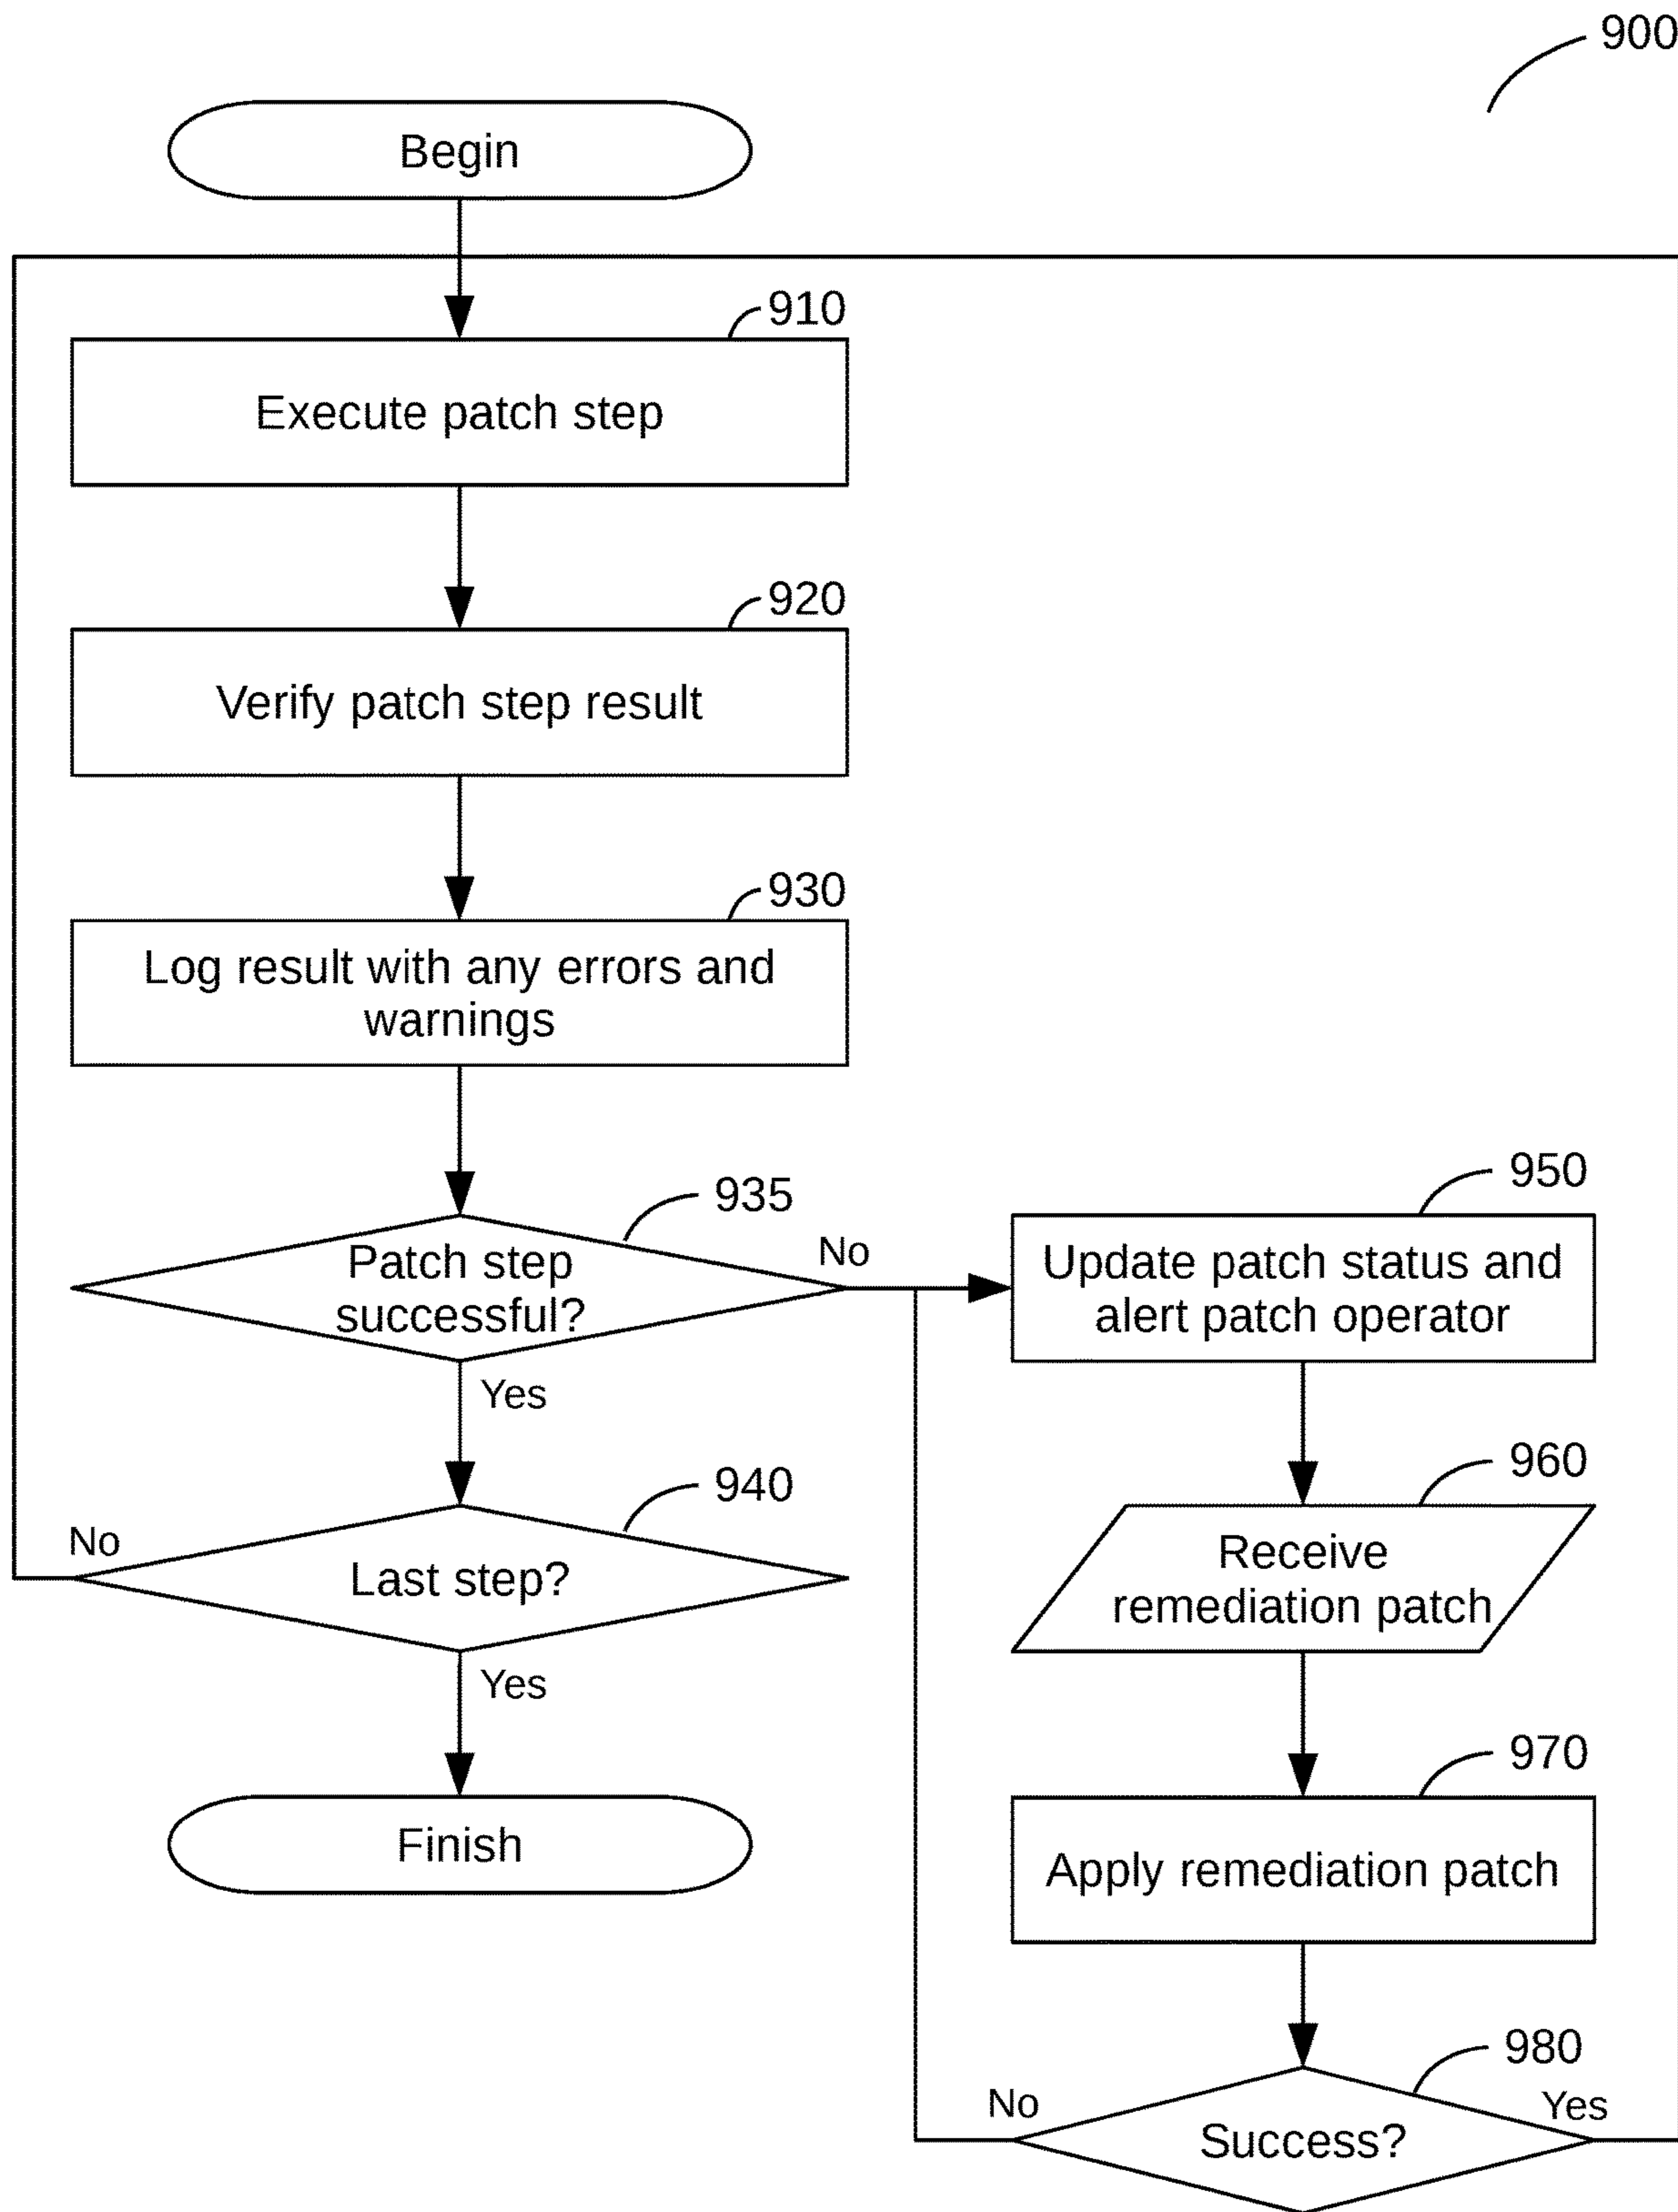 900
Begin
910
Execute patch step
920
Verify patch step result
930
Log result with any errors and
warnings
935
Patch step
successful?
No
Yes
940
No
Last step?
Yes
Finish
950
Update patch status and
alert patch operator
960
Receive
remediation patch
970
Apply remediation patch
980
No
Yes
Success?